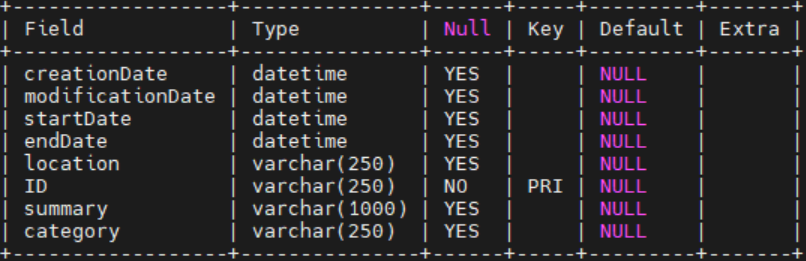 +-------------------+---------------+------+-----+---------+-------+
| Field | Type | Null | Key | Default | Extra |
+-------------------+---------------+------+-----+---------+-------+
| creationDate | datetime | YES | | NULL | |
| modificationDate | datetime | YES | | NULL | |
| startDate | datetime | YES | | NULL | |
| endDate | datetime | YES | | NULL | |
| location | varchar(250) | YES | | NULL | |
| ID | varchar(250) | NO | PRI | NULL | |
| summary | varchar(1000) | YES | | NULL | |
| category | varchar(250) | YES | | NULL | |
+-------------------+---------------+------+-----+---------+-------+